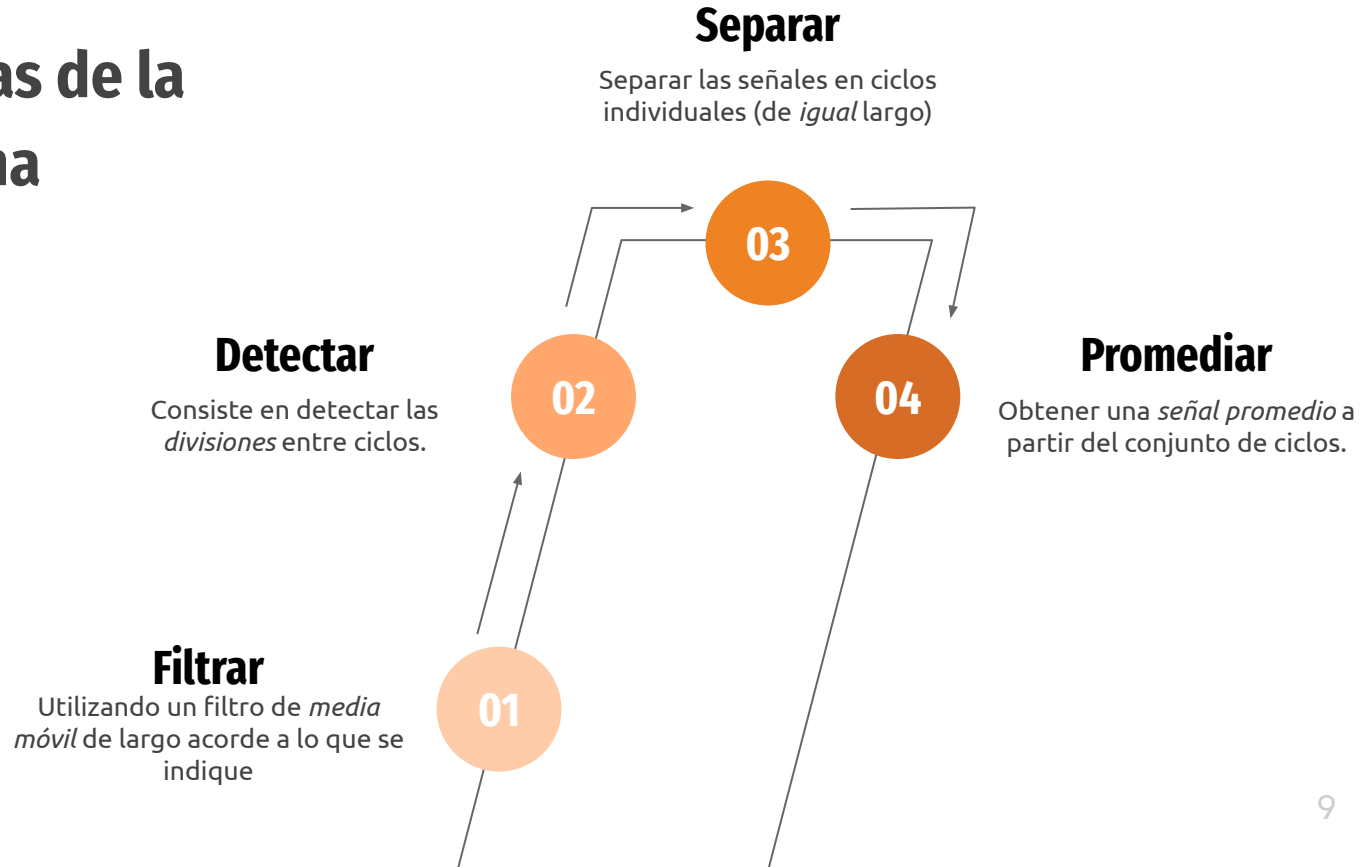 as de la
na
Separar
Separar las señales en ciclos
individuales (de igual largo)
03
Detectar
Consiste en detectar las
divisiones entre ciclos.
02
04
Promediar
Obtener una señal promedio a
partir del conjunto de ciclos.
Filtrar
Utilizando un filtro de media
móvil de largo acorde a lo que se
indique
01
9